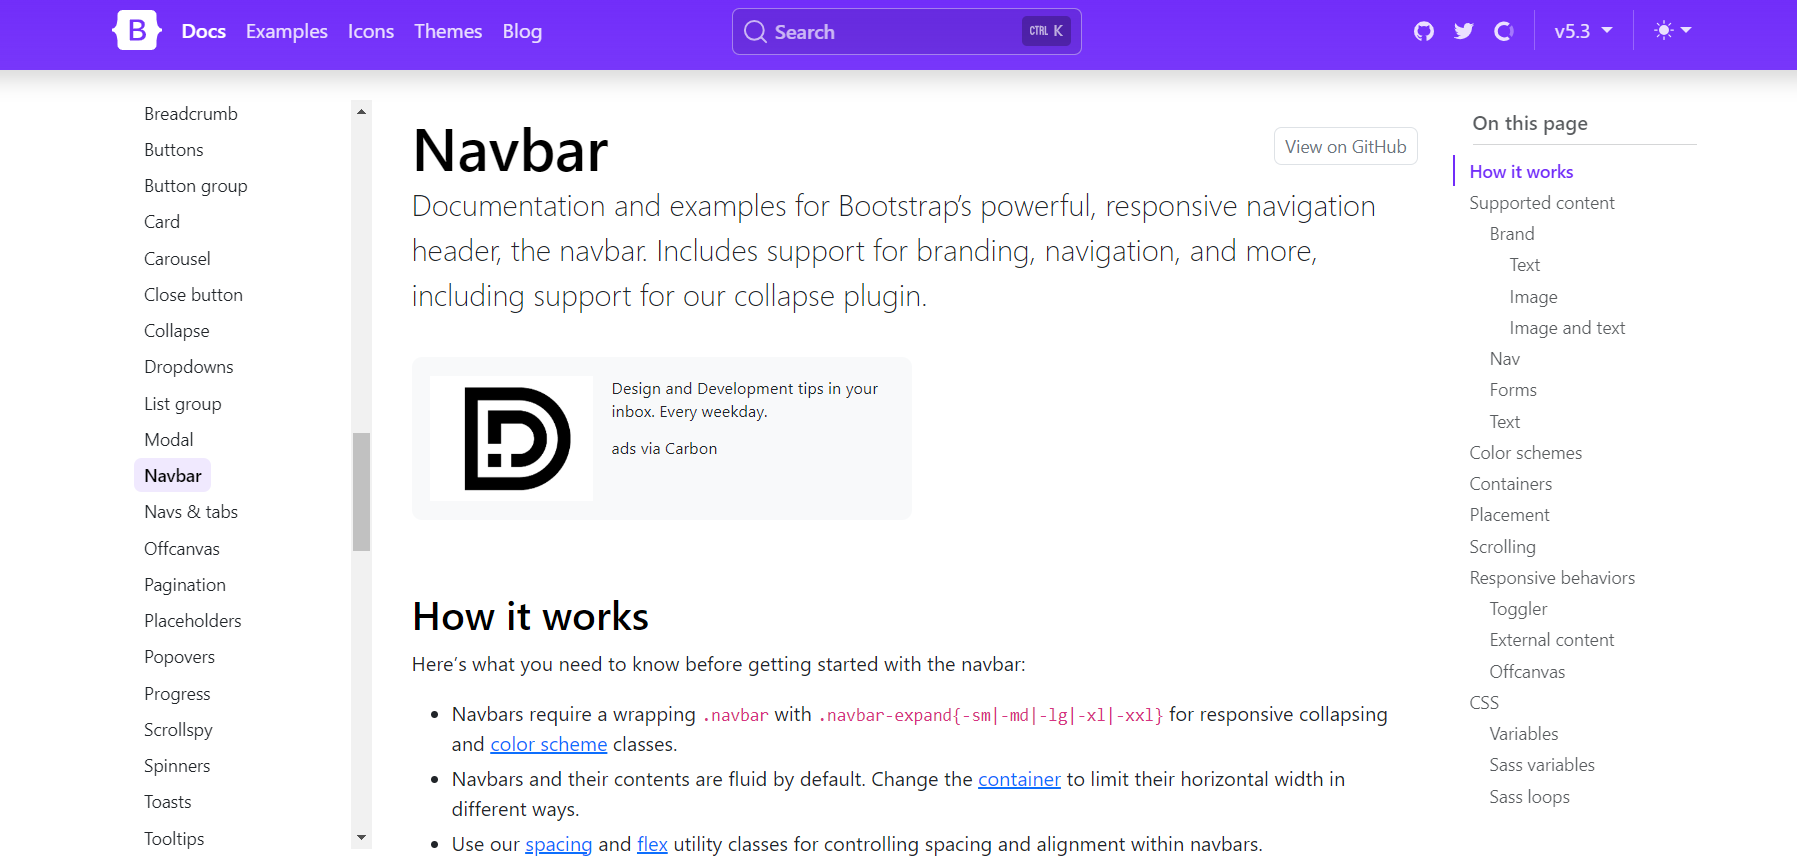 B Docs Examples Icons Themes Blog Search CTRL K v5.3
Breadcrumb
Buttons
Button group
Card
Carousel
Close button
Collapse
Dropdowns
List group
Modal
Navbar
Navs & tabs
Offcanvas
Pagination
Placeholders
Popovers
Progress
Scrollspy
Spinners
Toasts
Tooltips
Navbar
View on GitHub
Documentation and examples for Bootstrap’s powerful, responsive navigation
header, the navbar. Includes support for branding, navigation, and more,
including support for our collapse plugin.
D
Design and Development tips in your
inbox. Every weekday.
ads via Carbon
How it works
Here’s what you need to know before getting started with the navbar:
• Navbars require a wrapping .navbar with .navbar-expand{-sm|-md|-lg|-xl|-xxl} for responsive collapsing
and color scheme classes.
• Navbars and their contents are fluid by default. Change the container to limit their horizontal width in
different ways.
• Use our spacing and flex utility classes for controlling spacing and alignment within navbars.
On this page
How it works
Supported content
Brand
Text
Image
Image and text
Nav
Forms
Text
Color schemes
Containers
Placement
Scrolling
Responsive behaviors
Toggler
External content
Offcanvas
CSS
Variables
Sass variables
Sass loops